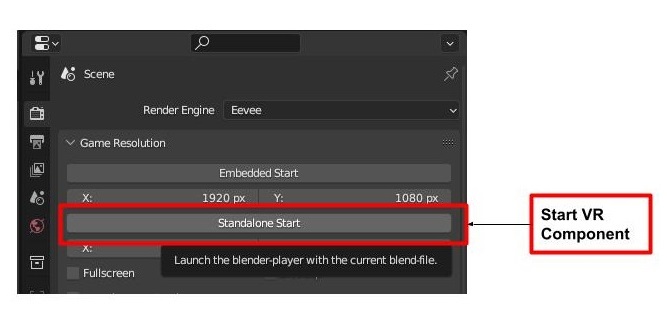 Scene
Render Engine Eevee
Game Resolution
Embedded Start
X: 1920 px Y: 1080 px
Standalone Start
X:
Launch the blender-player with the current blend-file.
Fullscreen
Start VR
Component